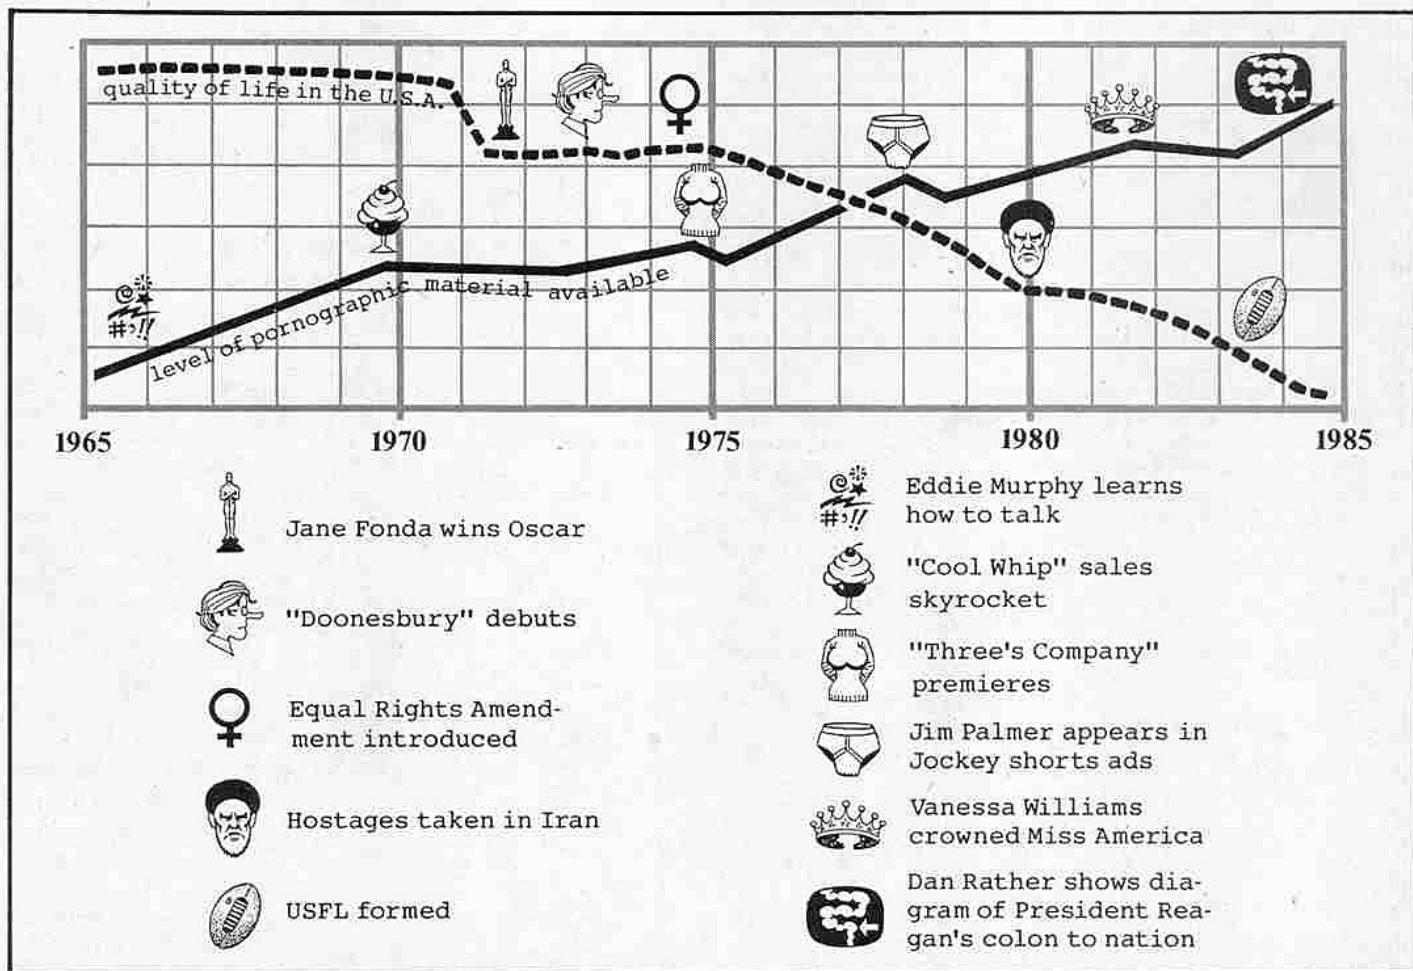 quality of life in the U.S.A.
level of pornographic material available
1965 1970 1975 1980 1985
Jane Fonda wins Oscar
"Doonesbury" debuts
Equal Rights Amend-
ment introduced
Hostages taken in Iran
USFL formed
@
#,!!
Eddie Murphy learns
how to talk
"Cool Whip" sales
skyrocket
"Three's Company"
premieres
Jim Palmer appears in
Jockey shorts ads
Vanessa Williams
crowned Miss America
Dan Rather shows dia-
gram of President Rea-
gan's colon to nation